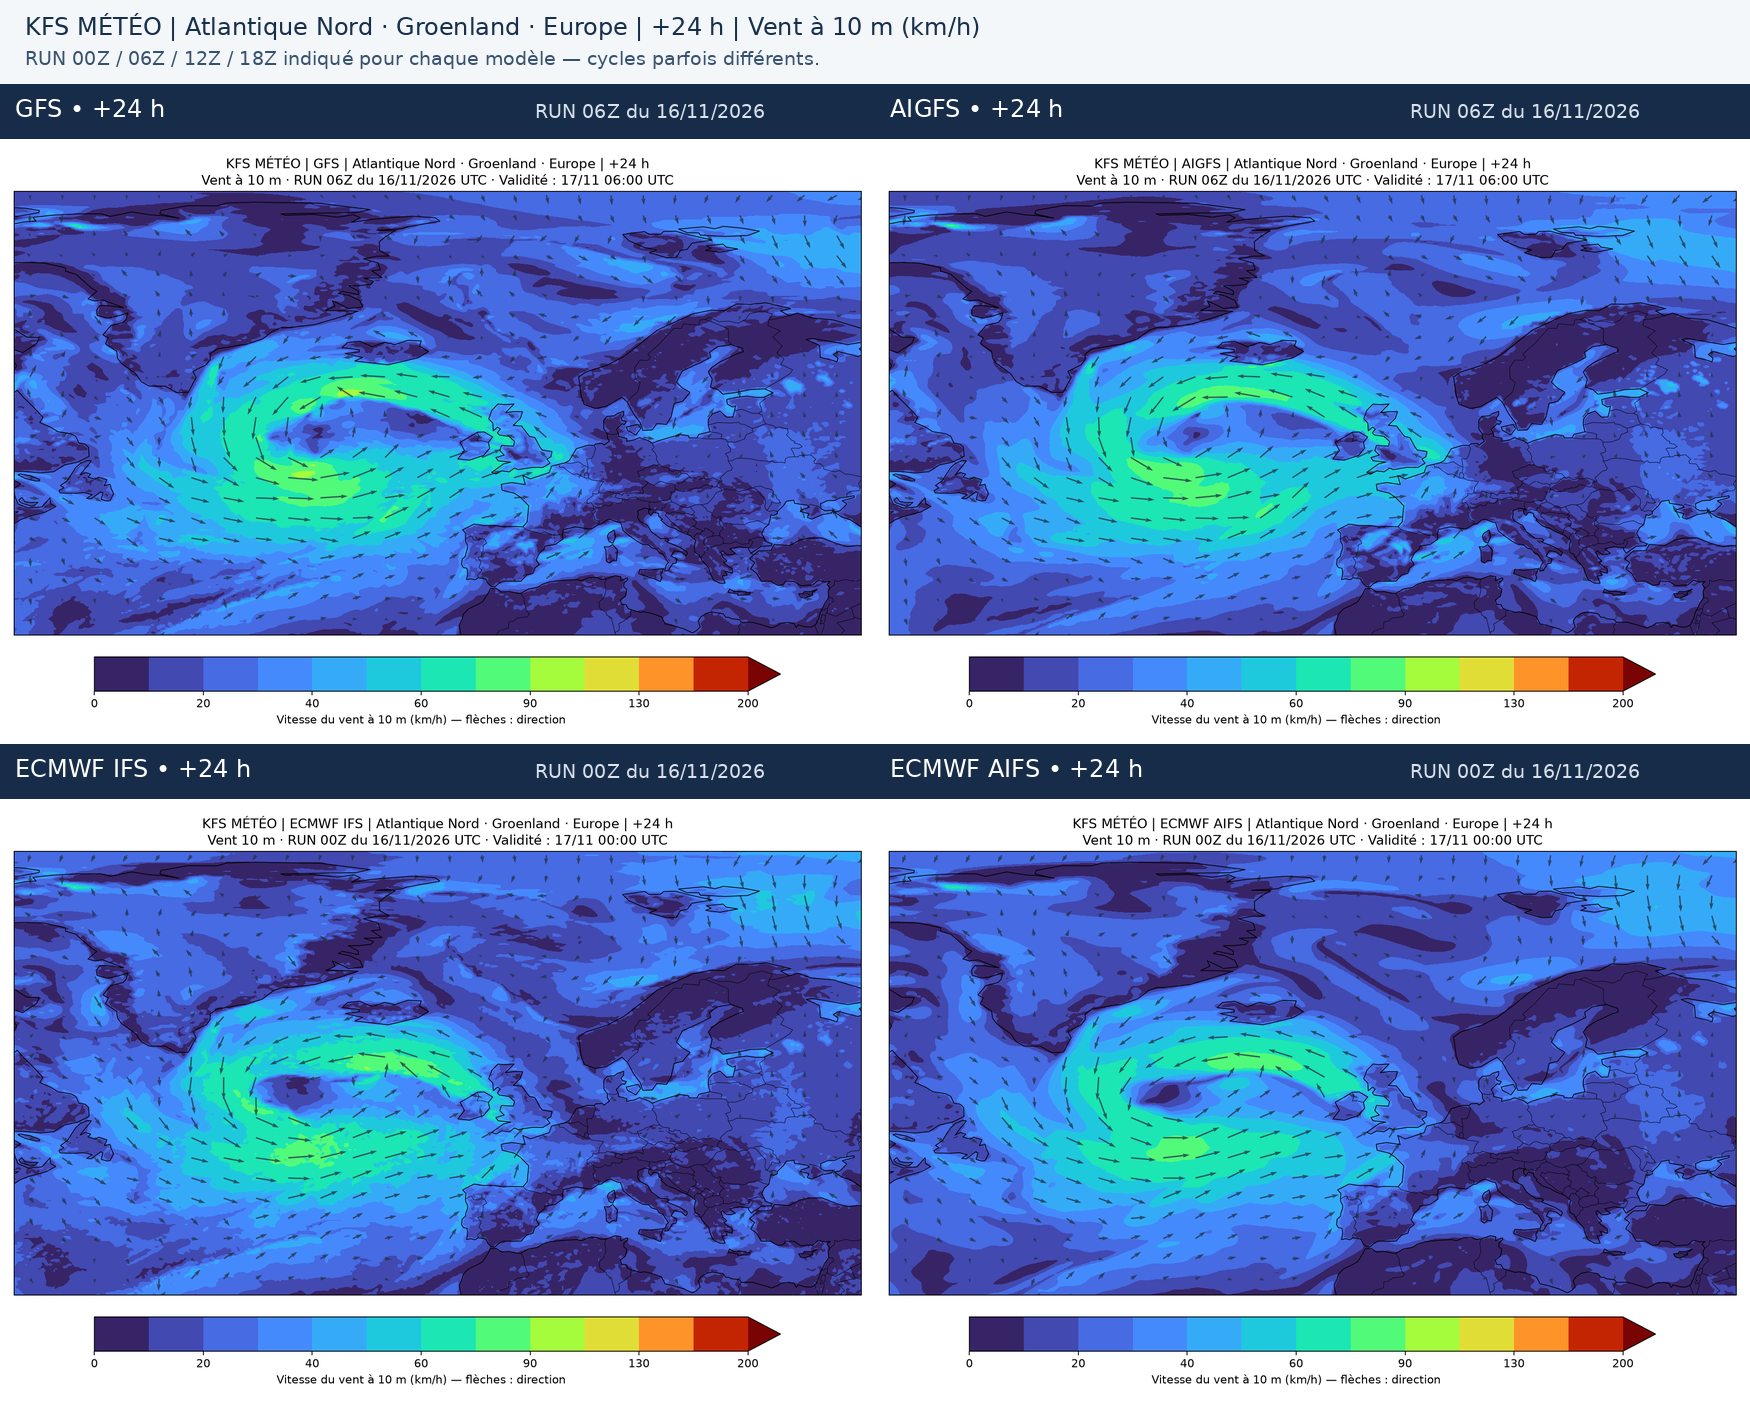 KFS MÉTÉO | Atlantique Nord · Groenland · Europe | +24 h | Vent à 10 m (km/h)
RUN 00Z / 06Z / 12Z / 18Z indiqué pour chaque modèle — cycles parfois différents.
GFS • +24 h
RUN 06Z du 16/11/2026
KFS MÉTÉO | GFS | Atlantique Nord · Groenland · Europe | +24 h
Vent à 10 m · RUN 06Z du 16/11/2026 UTC · Validité : 17/11 06:00 UTC
0 20 40 60 90 130 200
Vitesse du vent à 10 m (km/h) — flèches : direction
AIGFS • +24 h
RUN 06Z du 16/11/2026
KFS MÉTÉO | AIGFS | Atlantique Nord · Groenland · Europe | +24 h
Vent à 10 m · RUN 06Z du 16/11/2026 UTC · Validité : 17/11 06:00 UTC
0 20 40 60 90 130 200
Vitesse du vent à 10 m (km/h) — flèches : direction
ECMWF IFS • +24 h
RUN 00Z du 16/11/2026
KFS MÉTÉO | ECMWF IFS | Atlantique Nord · Groenland · Europe | +24 h
Vent 10 m · RUN 00Z du 16/11/2026 UTC · Validité : 17/11 00:00 UTC
0 20 40 60 90 130 200
Vitesse du vent à 10 m (km/h) — flèches : direction
ECMWF AIFS • +24 h
RUN 00Z du 16/11/2026
KFS MÉTÉO | ECMWF AIFS | Atlantique Nord · Groenland · Europe | +24 h
Vent 10 m · RUN 00Z du 16/11/2026 UTC · Validité : 17/11 00:00 UTC
0 20 40 60 90 130 200
Vitesse du vent à 10 m (km/h) — flèches : direction